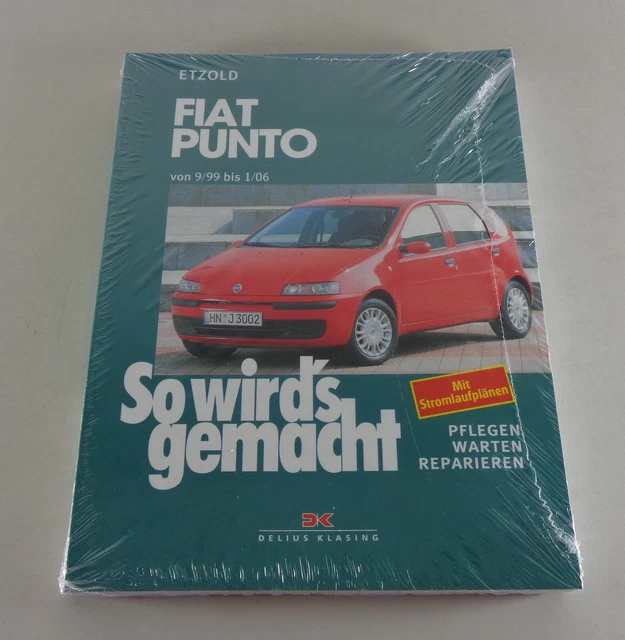 ETZOLD
FIAT
PUNTO
von 9/99 bis 1/06
HN J 3002
So wird's
gemacht
Mit
Stromlaufplänen
PFLEGEN
WARTEN
REPARIEREN
DK
DELIUS KLASING